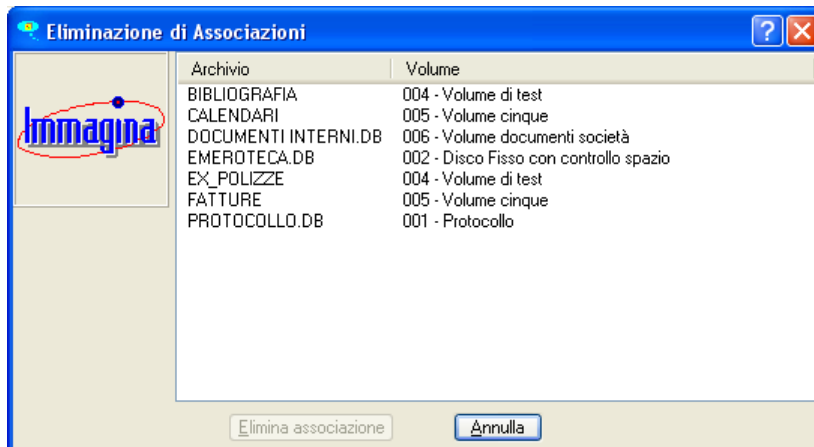 Eliminazione di Associazioni
Immagina
Archivio Volume
BIBLIOGRAFIA 004 - Volume di test
CALENDARI 005 - Volume cinque
DOCUMENTI INTERNI.DB 006 - Volume documenti società
EMEROTECA.DB 002 - Disco Fisso con controllo spazio
EX_POLIZZE 004 - Volume di test
FATTURE 005 - Volume cinque
PROTOCOLLO.DB 001 - Protocollo
Elimina associazione Annulla